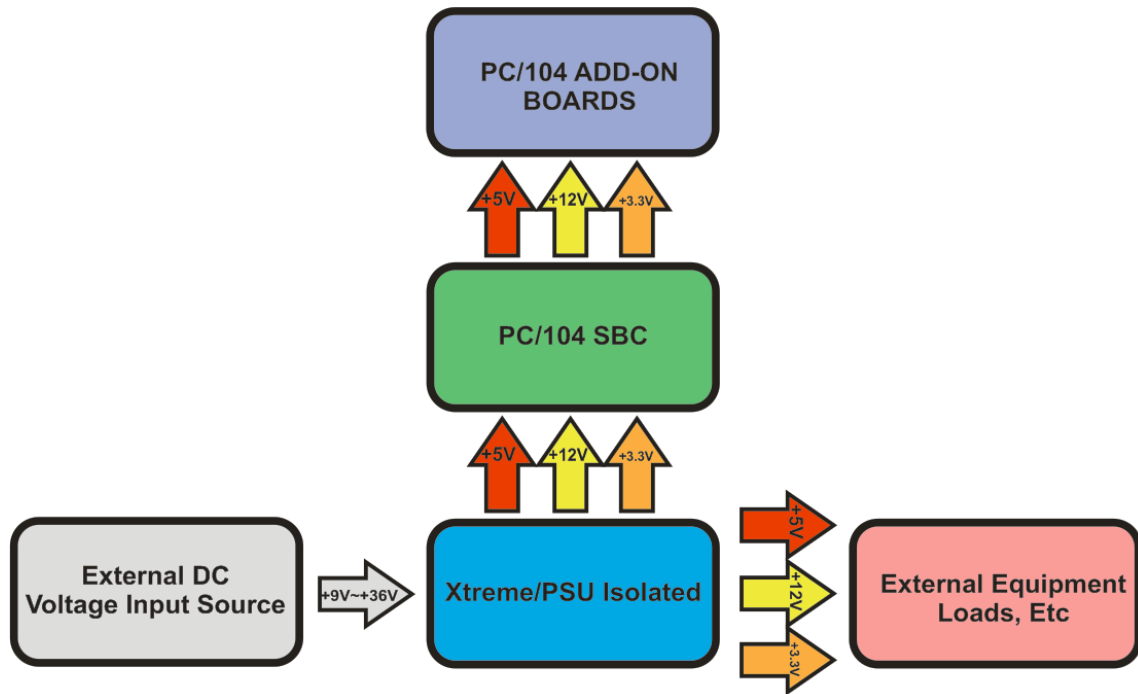 PC/104 ADD-ON
BOARDS
+5V
+12V
+3.3V
PC/104 SBC
+5V
+12V
+3.3V
External DC
Voltage Input Source
+9V~+36V
Xtreme/PSU Isolated
+5V
+12V
+3.3V
External Equipment
Loads, Etc